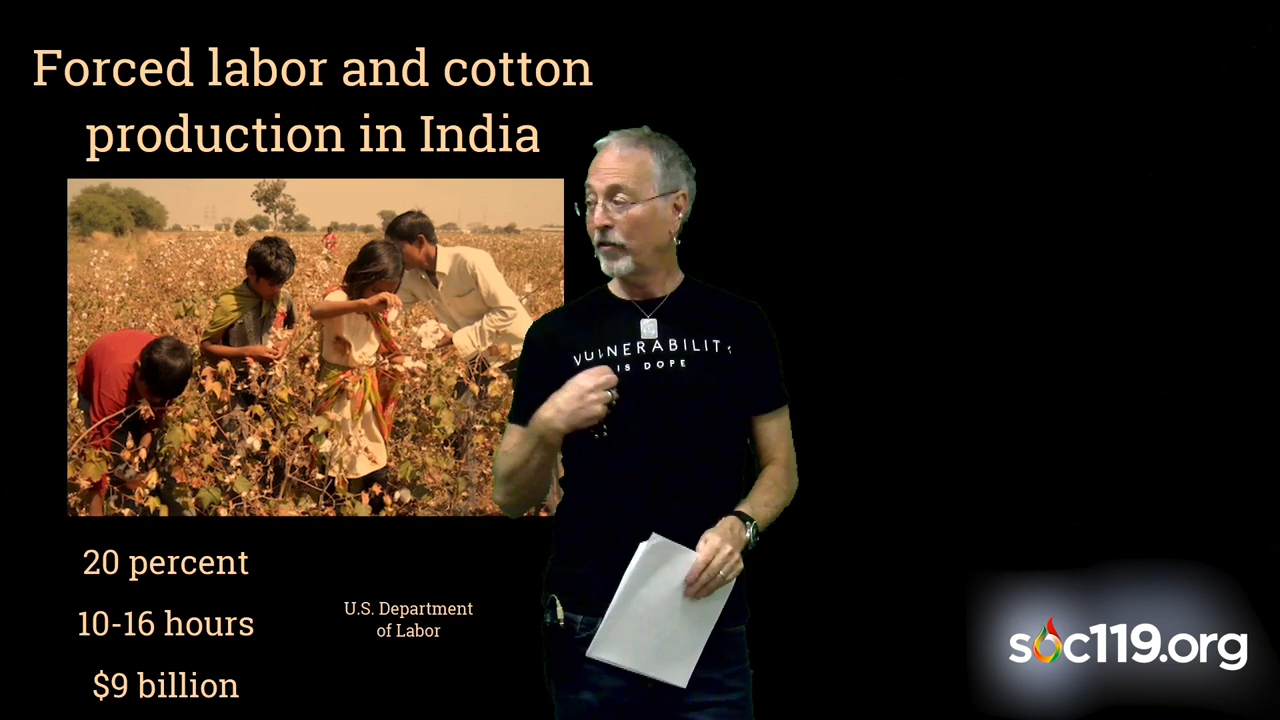 Forced labor and cotton
production in India
VULNERABILITY
IS DOPE
20 percent
10-16 hours
U.S. Department
of Labor
$9 billion
soc119.org